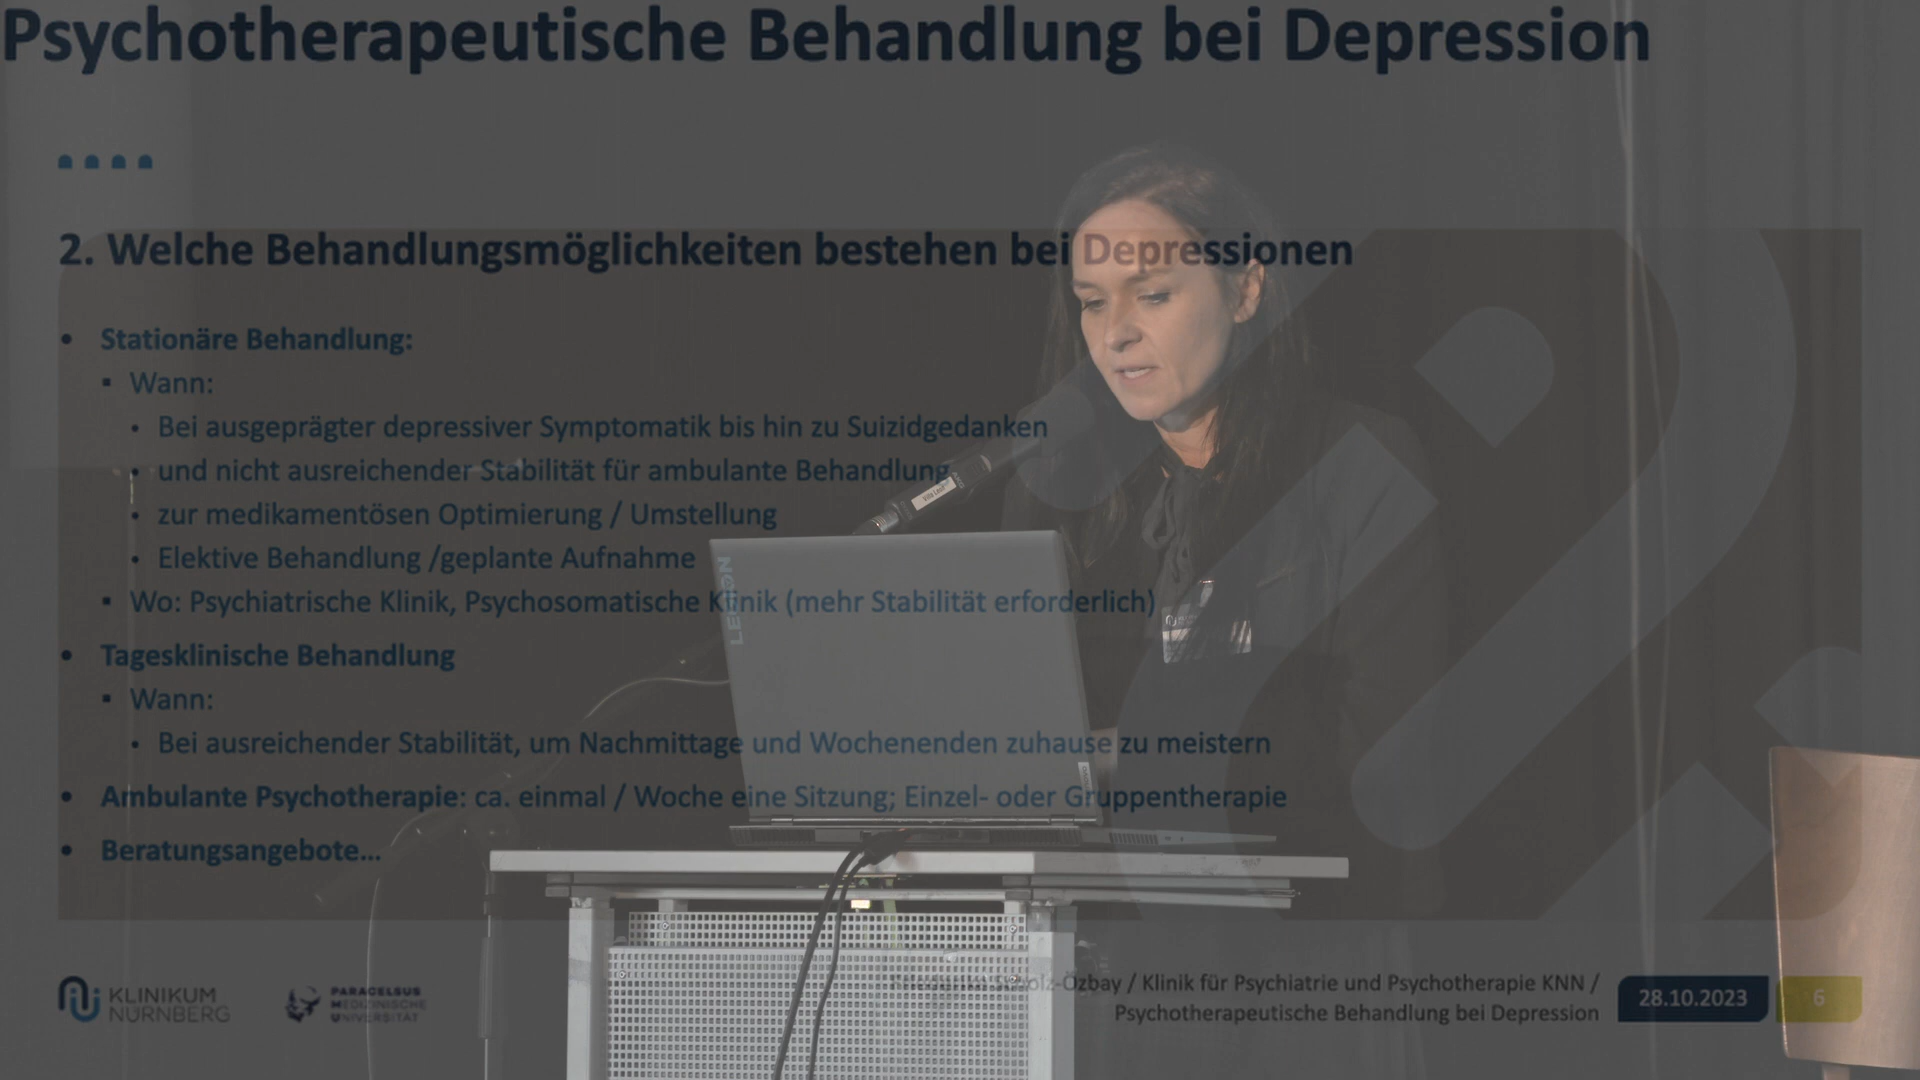 Psychotherapeutische Behandlung bei Depression
2. Welche Behandlungsmöglichkeiten bestehen bei Depressionen
• Stationäre Behandlung:
▪ Wann:
• Bei ausgeprägter depressiver Symptomatik bis hin zu Suizidgedanken
• und nicht ausreichender Stabilität für ambulante Behandlung
• zur medikamentösen Optimierung / Umstellung
• Elektive Behandlung /geplante Aufnahme
▪ Wo: Psychiatrische Klinik, Psychosomatische Klinik (mehr Stabilität erforderlich)
• Tagesklinische Behandlung
▪ Wann:
• Bei ausreichender Stabilität, um Nachmittage und Wochenenden zuhause zu meistern
• Ambulante Psychotherapie: ca. einmal / Woche eine Sitzung; Einzel- oder Gruppentherapie
• Beratungsangebote...
LEGION
KLINIKUM
NÜRNBERG
PARACELSUS
MEDIZINISCHE
UNIVERSITÄT
/ Klinik für Psychiatrie und Psychotherapie KNN /
Psychotherapeutische Behandlung bei Depression
28.10.2023
6